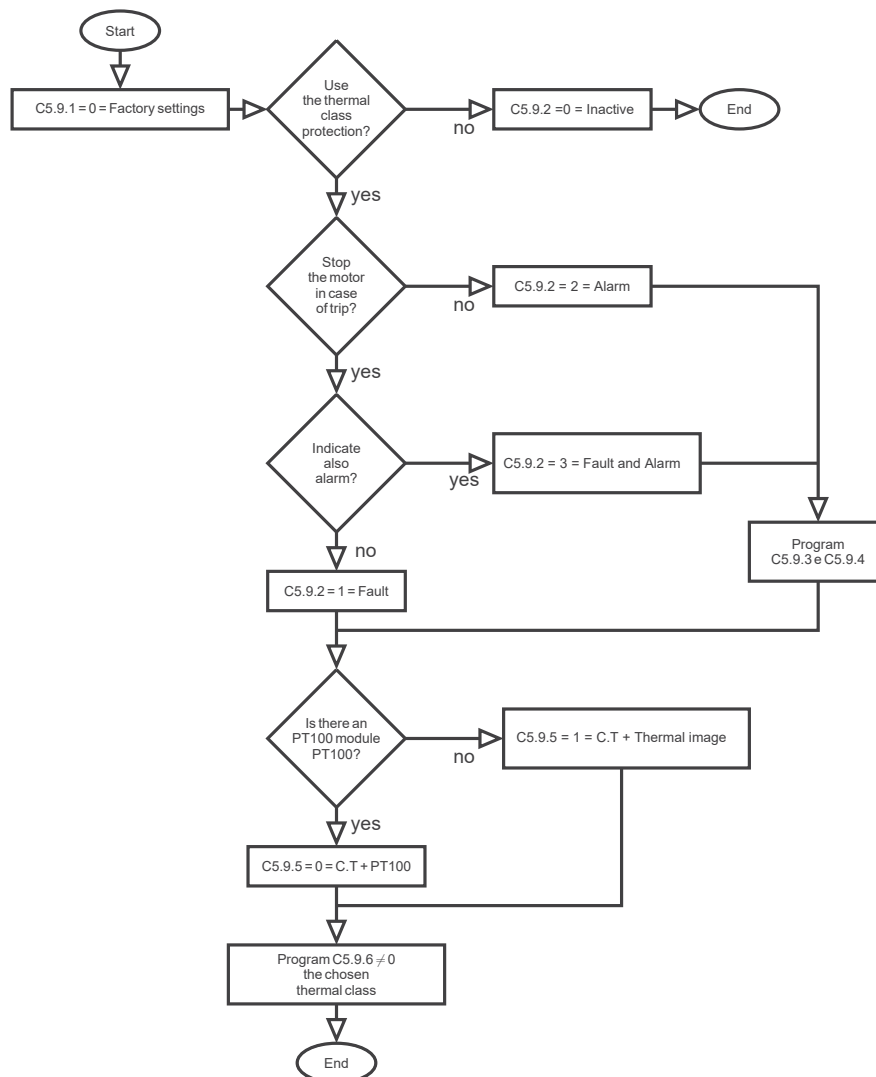 Start
C5.9.1 = 0 = Factory settings
Use
the thermal
class
protection?
no
C5.9.2 =0 = Inactive
End
yes
Stop
the motor
in case
of trip?
no
C5.9.2 = 2 = Alarm
yes
Indicate
also
alarm?
yes
C5.9.2 = 3 = Fault and Alarm
no
Program
C5.9.3 e C5.9.4
C5.9.2 = 1 = Fault
Is there an
PT100 module
PT100?
no
C5.9.5 = 1 = C.T + Thermal image
yes
C5.9.5 = 0 = C.T + PT100
Program C5.9.6 ≠ 0
the chosen
thermal class
End